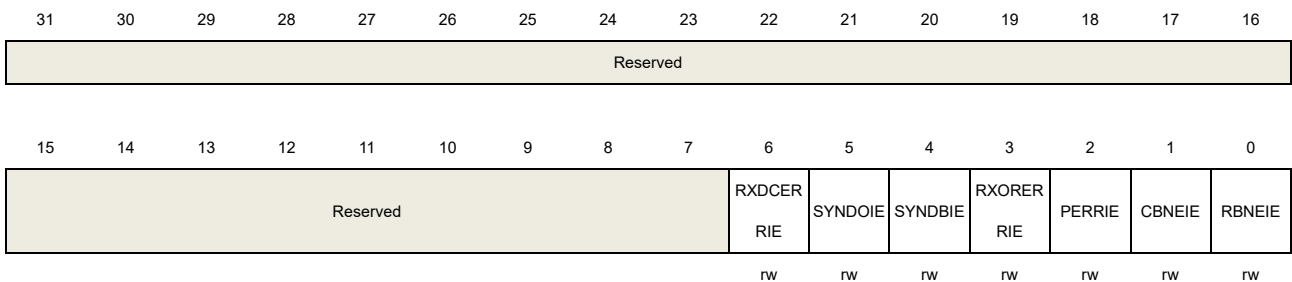 31 30 29 28 27 26 25 24 23 22 21 20 19 18 17 16
Reserved
15 14 13 12 11 10 9 8 7 6 5 4 3 2 1 0
Reserved RXDCER RIE SYNDOIE SYNDBIE RXORER RIE PERRIE CBNEIE RBNEIE
rw rw rw rw rw rw rw